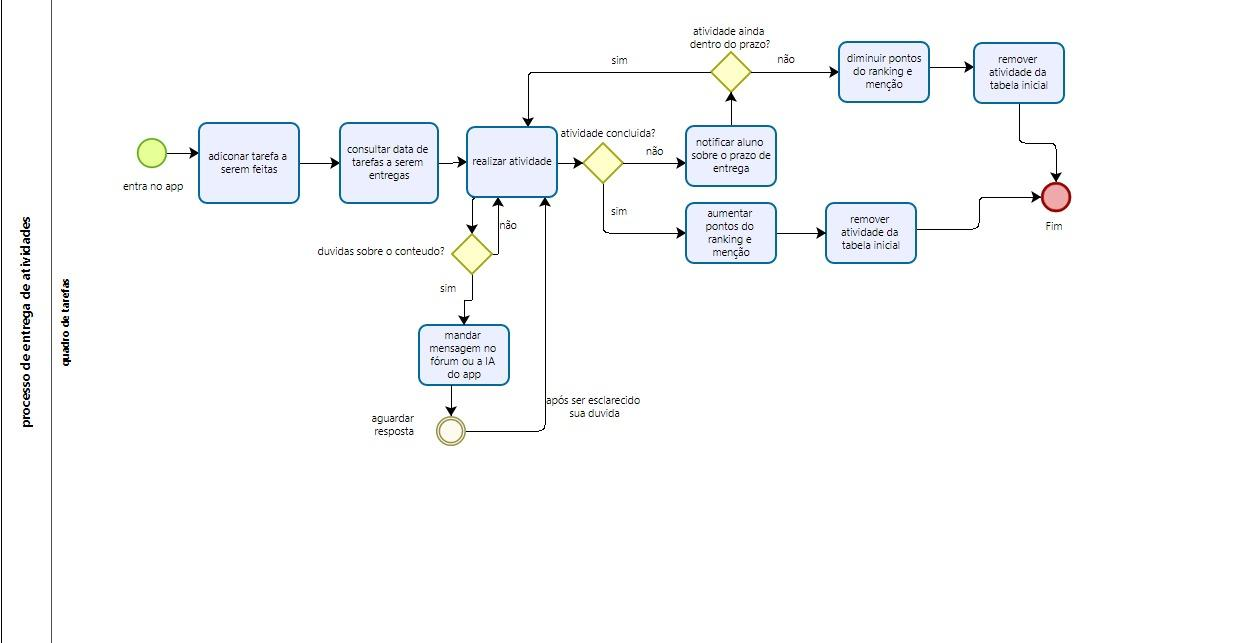 processo de entrega de atividades
quadro de tarefas
entra no app
adiconar tarefa a
serem feitas
consultar data de
tarefas a serem
entregas
realizar atividade
atividade concluida?
não
sim
notificar aluno
sobre o prazo de
entrega
atividade ainda
dentro do prazo?
sim
não
diminuir pontos
do ranking e
menção
remover
atividade da
tabela inicial
aumentar
pontos do
ranking e
menção
remover
atividade da
tabela inicial
Fim
duvidas sobre o conteudo?
não
sim
mandar
mensagem no
fórum ou a IA
do app
aguardar
resposta
após ser esclarecido
sua duvida